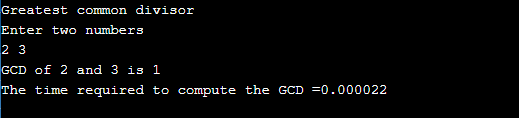 Greatest common divisor
Enter two numbers
2 3
GCD of 2 and 3 is 1
The time required to compute the GCD =0.000022